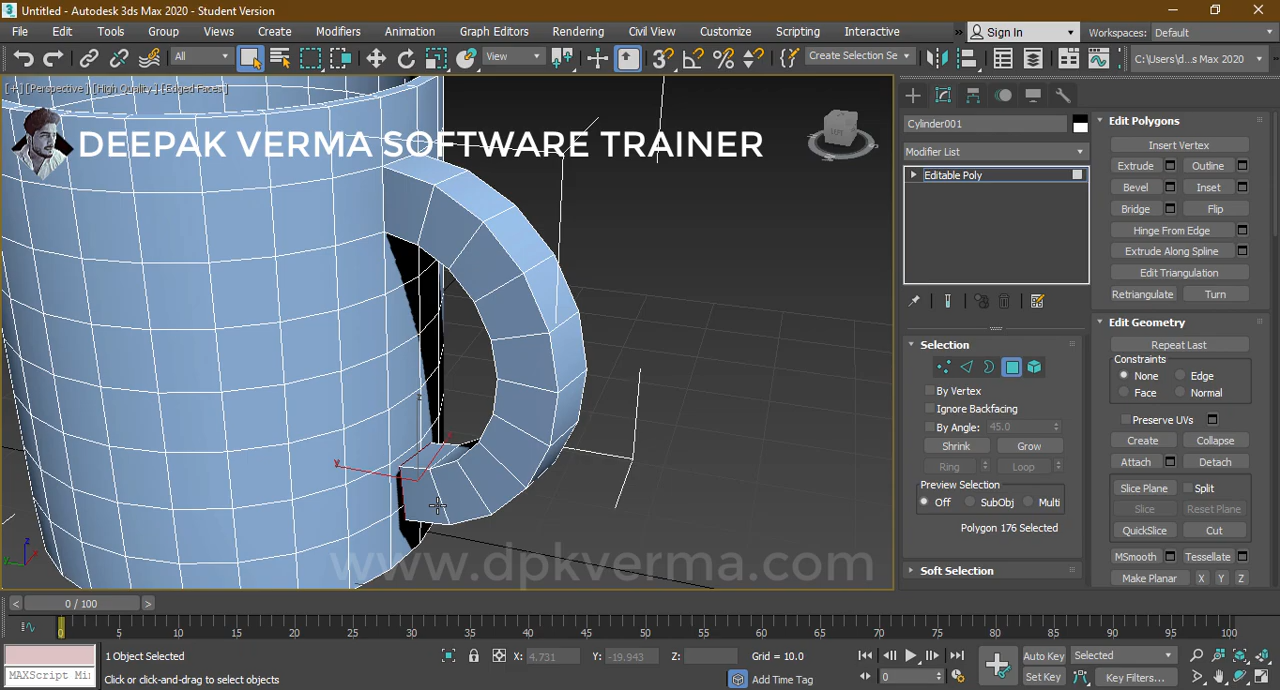 Untitled - Autodesk 3ds Max 2020 - Student Version
File Edit Tools Group Views Create Modifiers Animation Graph Editors Rendering Civil View Customize Scripting Interactive » Sign In Workspaces: Default
All View Create Selection Se C:\Users\d...s Max 2020
[+] [Perspective] [High Quality] [Edged Faces]
DEEPAK VERMA SOFTWARE TRAINER
Cylinder001
Modifier List
Editable Poly
Selection
By Vertex
Ignore Backfacing
By Angle: 45.0
Shrink Grow
Ring Loop
Preview Selection
Off SubObj Multi
Polygon 176 Selected
Soft Selection
Edit Polygons
Insert Vertex
Extrude Outline
Bevel Inset
Bridge Flip
Hinge From Edge
Extrude Along Spline
Edit Triangulation
Retriangulate Turn
Edit Geometry
Repeat Last
Constraints
None Edge
Face Normal
Preserve UVs
Create Collapse
Attach Detach
Slice Plane Split
Slice Reset Plane
QuickSlice Cut
MSmooth Tessellate
Make Planar X Y Z
www.dpkverma.com
< 0 / 100 >
0 5 10 15 20 25 30 35 40 45 50 55 60 65 70 75 80 85 90 95 100
1 Object Selected X: 4.731 Y: -19.943 Z: Grid = 10.0 Auto Key Selected
MAXScript Mi: Click or click-and-drag to select objects Add Time Tag 0 Set Key Key Filters...